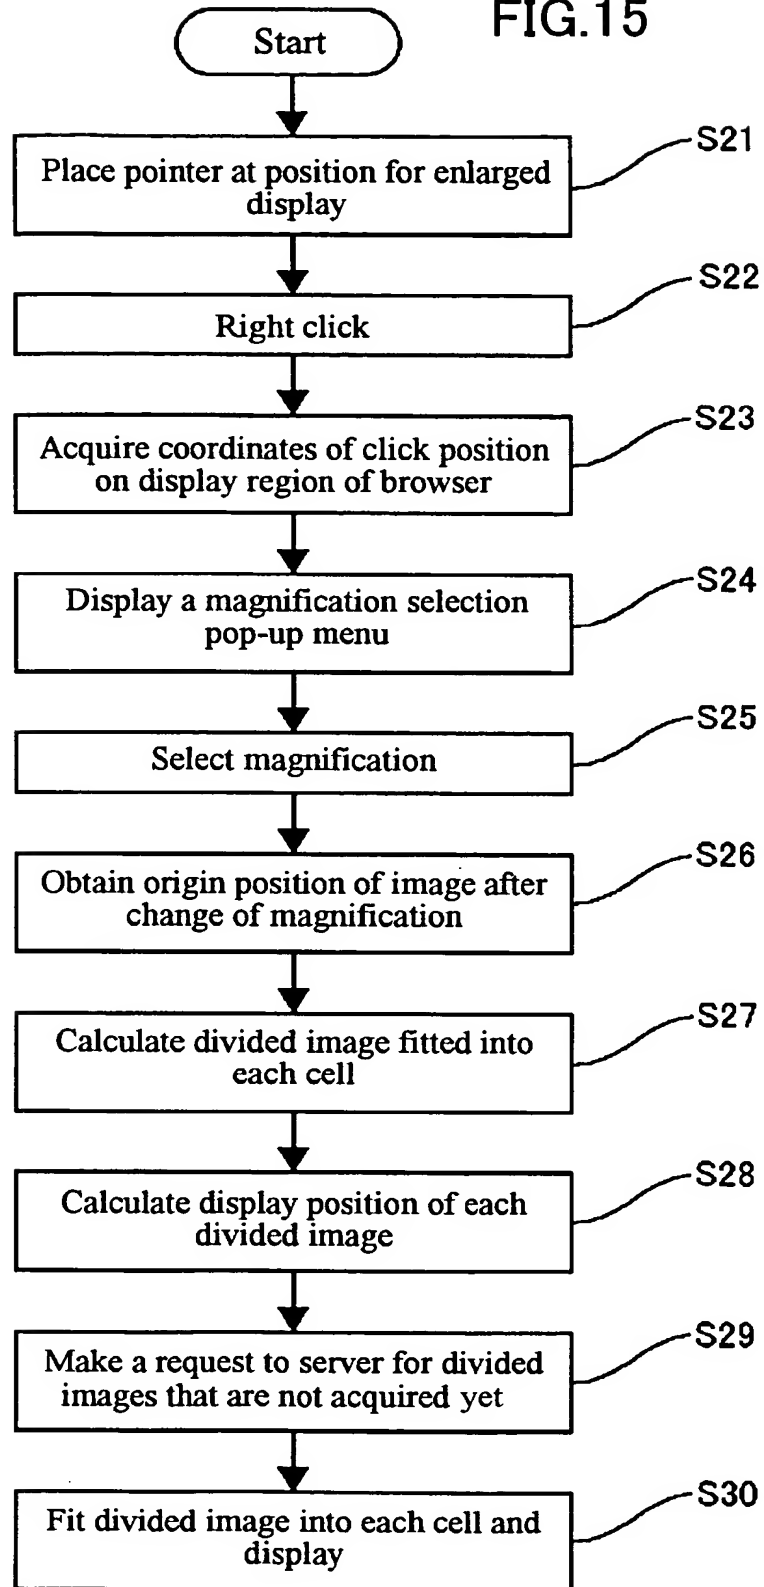 FIG.15
Start
S21
Place pointer at position for enlarged
display
S22
Right click
S23
Acquire coordinates of click position
on display region of browser
S24
Display a magnification selection
pop-up menu
S25
Select magnification
S26
Obtain origin position of image after
change of magnification
S27
Calculate divided image fitted into
each cell
S28
Calculate display position of each
divided image
S29
Make a request to server for divided
images that are not acquired yet
S30
Fit divided image into each cell and
display